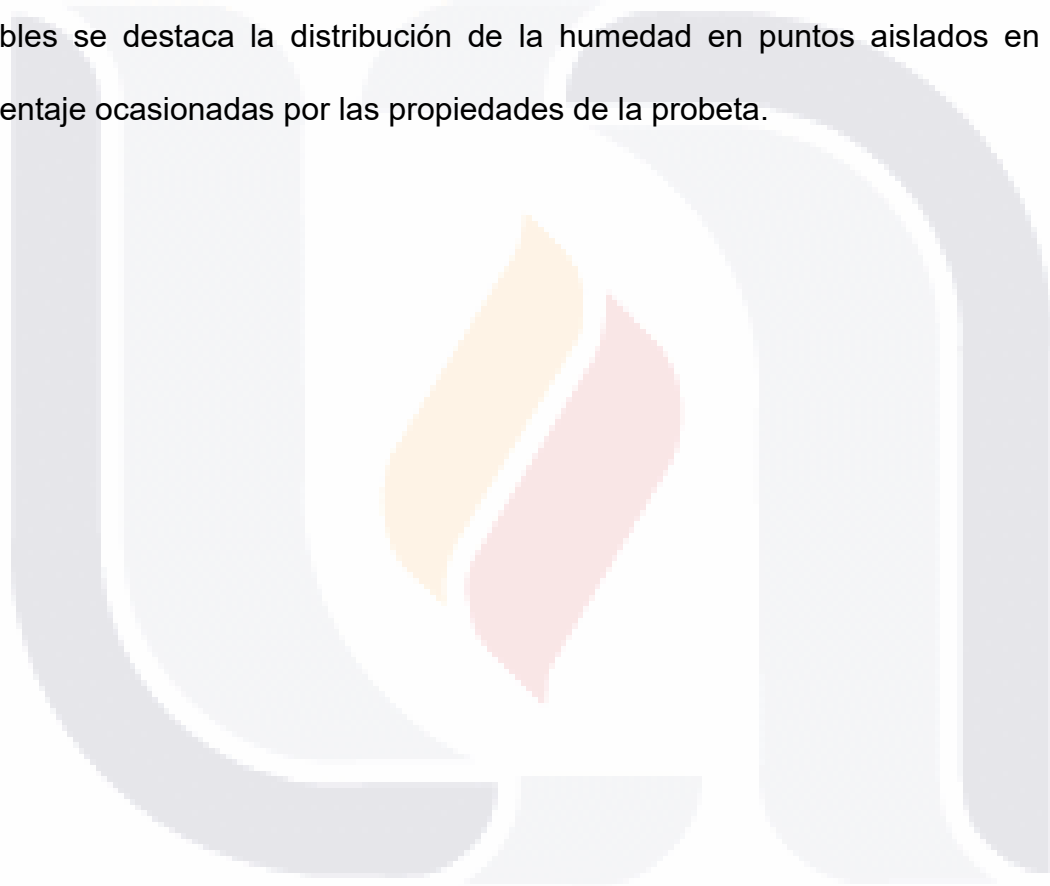 bles se destaca la distribución de la humedad en puntos aislados en
entaje ocasionadas por las propiedades de la probeta.